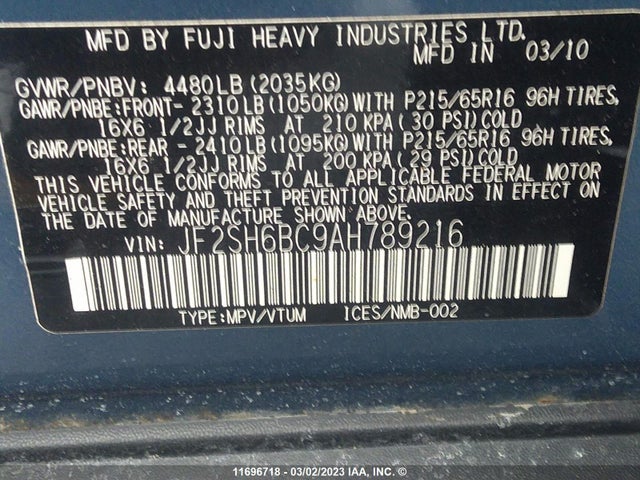 MFD BY FUJI HEAVY INDUSTRIES LTD.
MFD IN 03/10
GVWR/PNBV: 4480LB (2035KG)
GAWR/PNBE:FRONT- 2310LB(1050KG)WITH P215/65R16 96H TIRES,
16X6 1/2JJ RIMS AT 210 KPA( 30 PSI)COLD
GAWR/PNBE:REAR - 2410LB(1095KG)WITH P215/65R16 96H TIRES,
16X6 1/2JJ RIMS AT 200 KPA( 29 PSI)COLD
THIS VEHICLE CONFORMS TO ALL APPLICABLE FEDERAL MOTOR
VEHICLE SAFETY AND THEFT PREVENTION STANDARDS IN EFFECT ON
THE DATE OF MANUFACTURE SHOWN ABOVE.
VIN: JF2SH6BC9AH789216
TYPE:MPV/VTUM ICES/NMB-002
11696718 - 03/02/2023 IAA, INC. ©